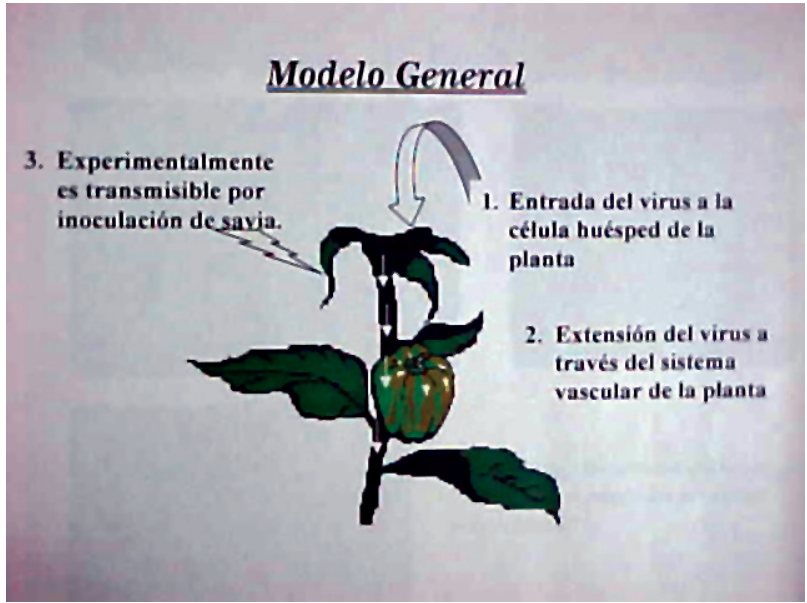 Modelo General
3. Experimentalmente
es transmisible por
inoculación de savia.
1. Entrada del virus a la
célula huésped de la
planta
2. Extensión del virus a
través del sistema
vascular de la planta